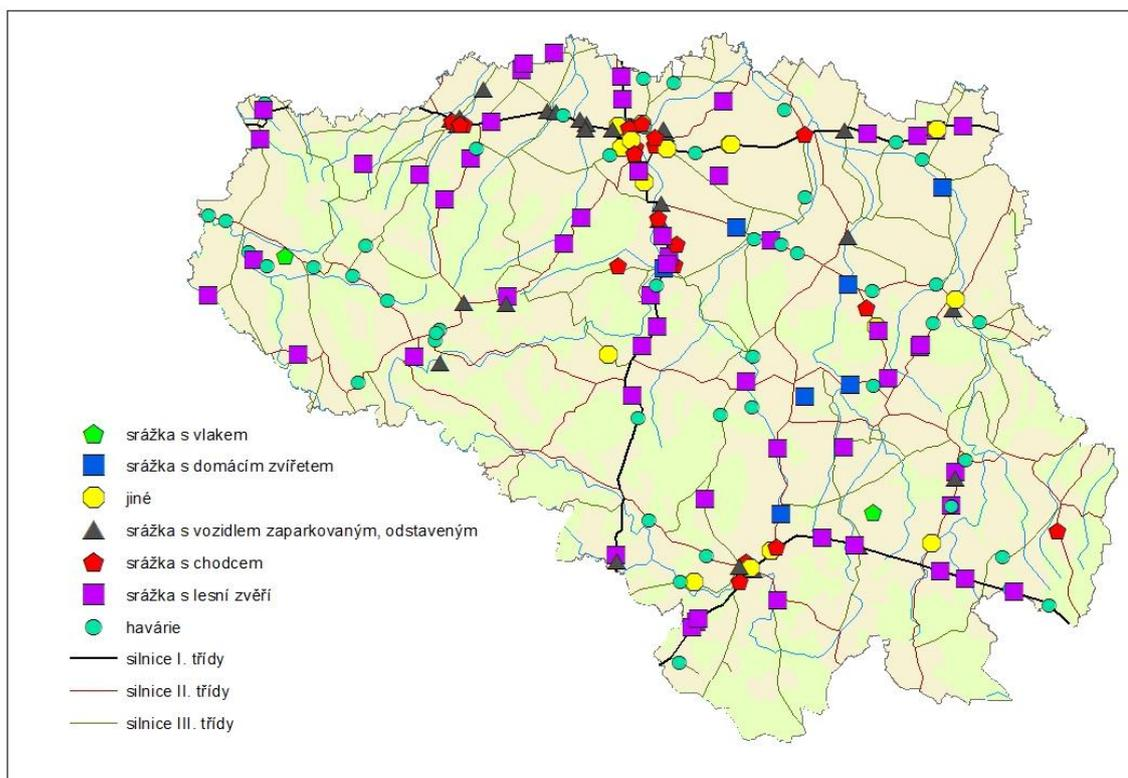 srážka s vlakem
srážka s domácím zvířetem
jiné
srážka s vozidlem zaparkovaným, odstaveným
srážka s chodcem
srážka s lesní zvěří
havárie
silnice I. třídy
silnice II. třídy
silnice III. třídy